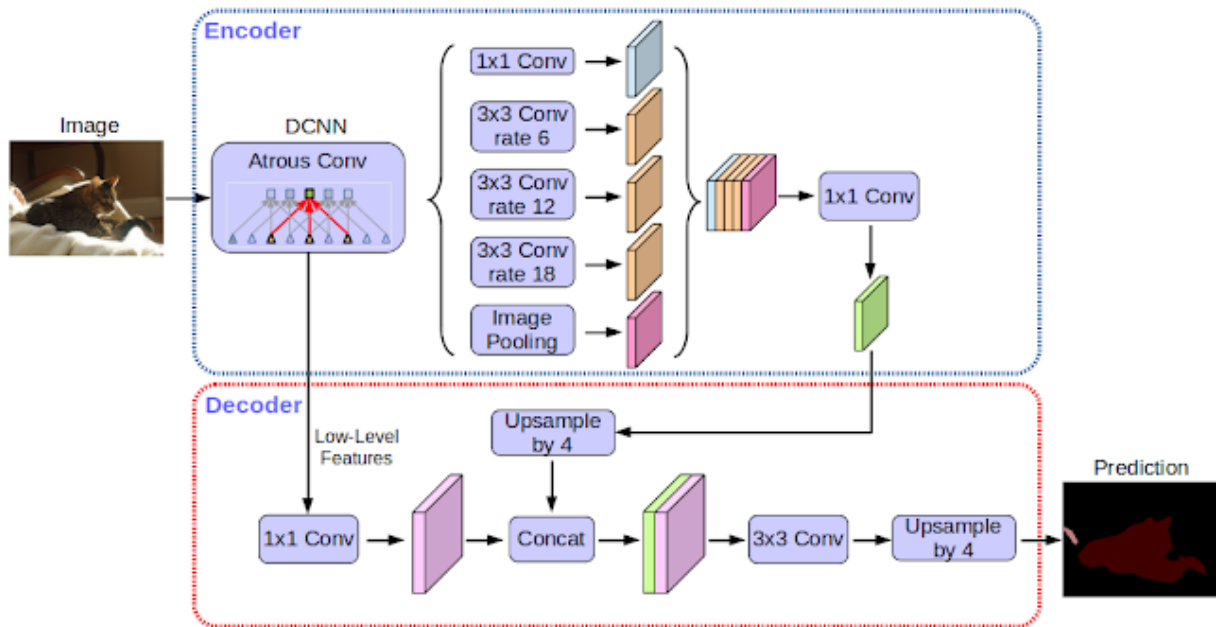 Encoder
Image
DCNN
Atrous Conv
1x1 Conv
3x3 Conv
rate 6
3x3 Conv
rate 12
3x3 Conv
rate 18
Image
Pooling
1x1 Conv
Decoder
Low-Level
Features
Upsample
by 4
1x1 Conv
Concat
3x3 Conv
Upsample
by 4
Prediction